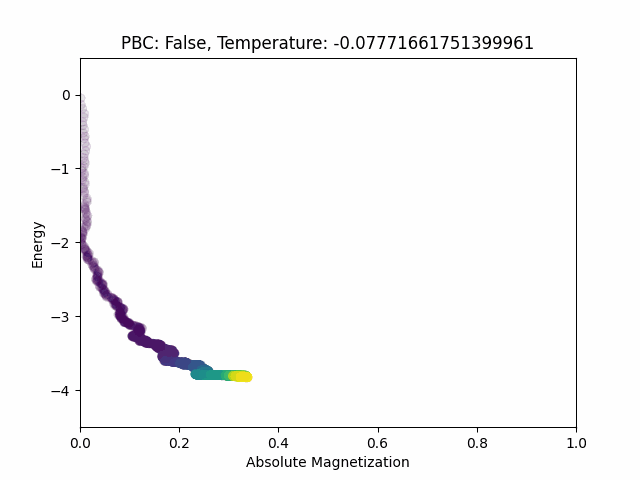 PBC: False, Temperature: -0.07771661751399961
0
−1
−2
−3
−4
Energy
0.0 0.2 0.4 0.6 0.8 1.0
Absolute Magnetization